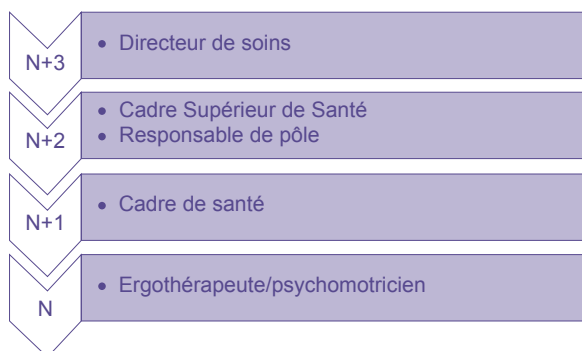 N+3
• Directeur de soins
N+2
• Cadre Supérieur de Santé
• Responsable de pôle
N+1
• Cadre de santé
N
• Ergothérapeute/psychomotricien